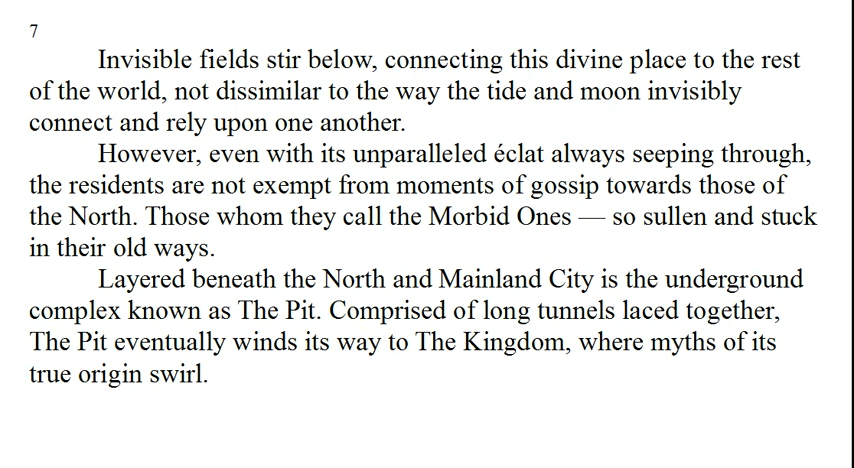 7
Invisible fields stir below, connecting this divine place to the rest
of the world, not dissimilar to the way the tide and moon invisibly
connect and rely upon one another.
However, even with its unparalleled éclat always seeping through,
the residents are not exempt from moments of gossip towards those of
the North. Those whom they call the Morbid Ones — so sullen and stuck
in their old ways.
Layered beneath the North and Mainland City is the underground
complex known as The Pit. Comprised of long tunnels laced together,
The Pit eventually winds its way to The Kingdom, where myths of its
true origin swirl.